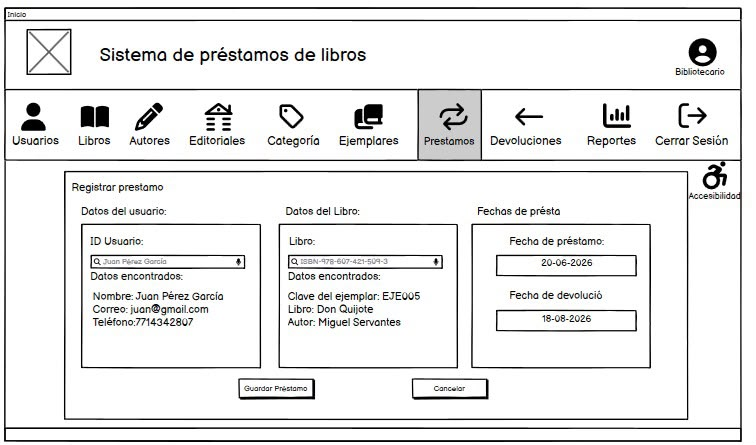 Inicio
Sistema de préstamos de libros
Bibliotecario
Usuarios
Libros
Autores
Editoriales
Categoría
Ejemplares
Prestamos
Devoluciones
Reportes
Cerrar Sesión
Accesibilidad
Registrar prestamo
Datos del usuario:
ID Usuario:
Juan Pérez García
Datos encontrados:
Nombre: Juan Pérez García
Correo: juan@gmail.com
Teléfono:7714342807
Datos del Libro:
Libro:
ISBN-978-607-421-509-3
Datos encontrados:
Clave del ejemplar: EJE005
Libro: Don Quijote
Autor: Miguel Servantes
Fechas de présta
Fecha de préstamo:
20-06-2026
Fecha de devolució
18-08-2026
Guardar Préstamo
Cancelar